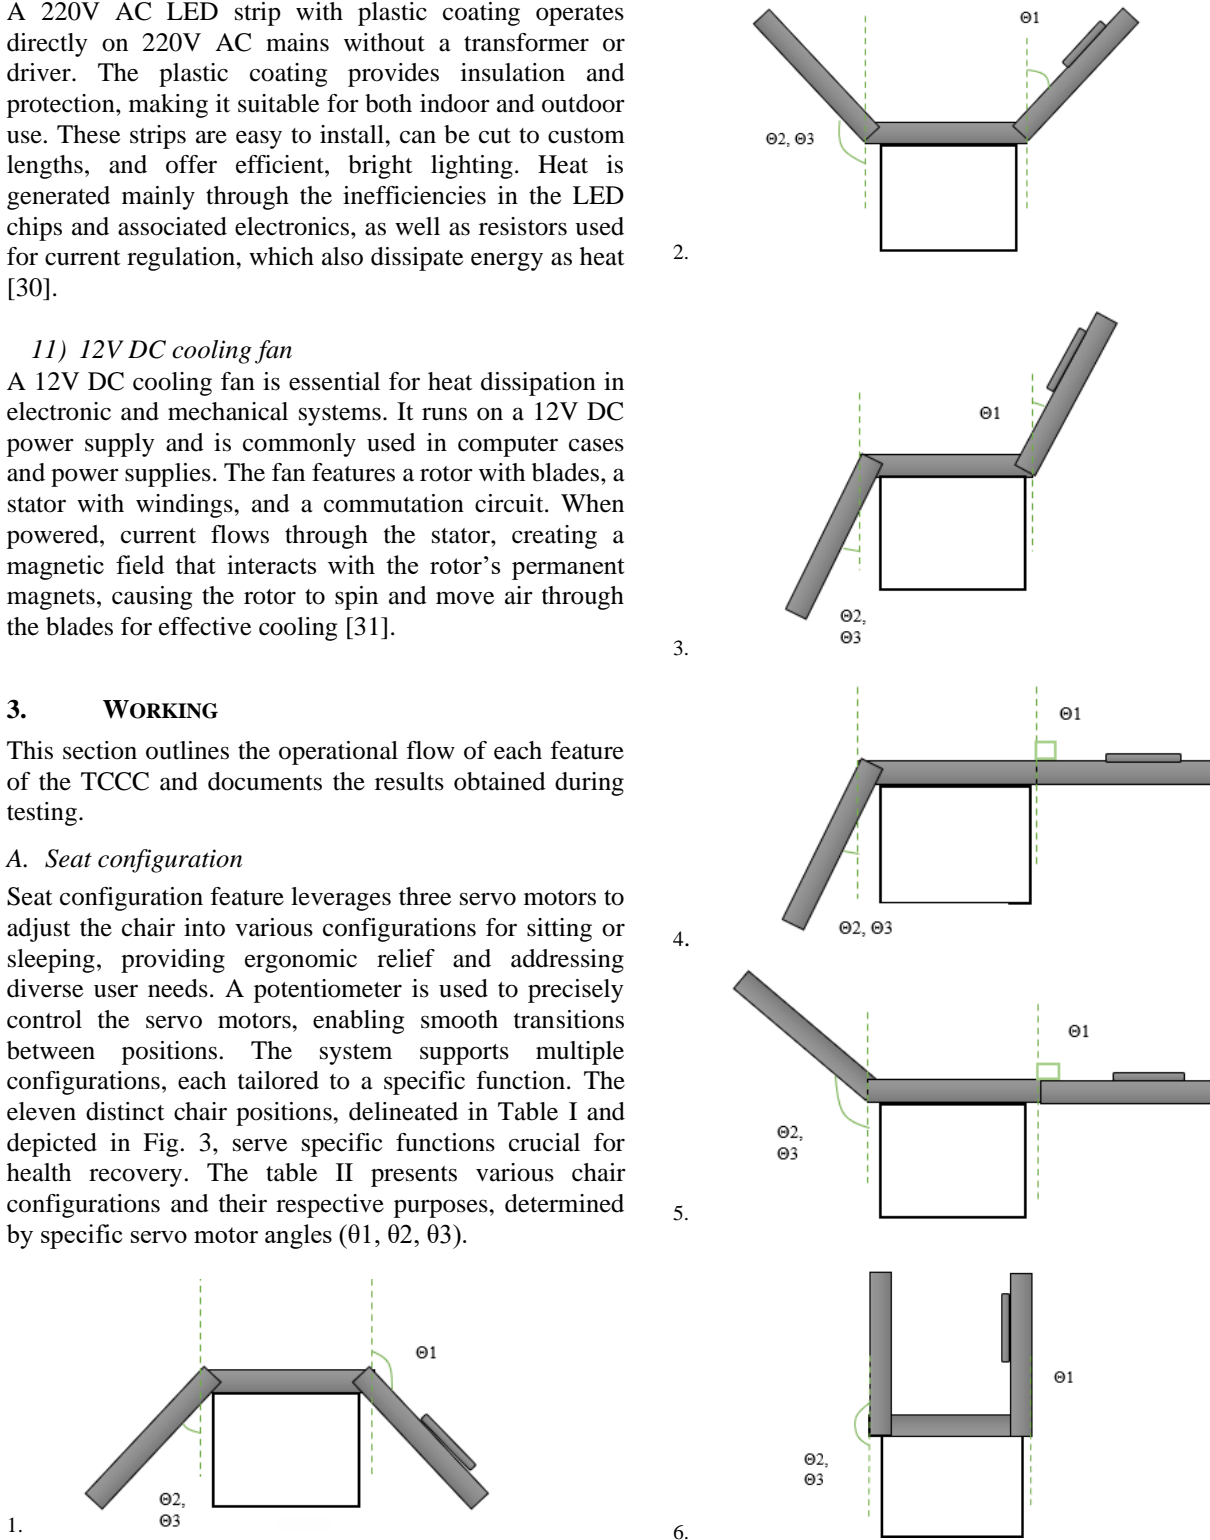 A 220V AC LED strip with plastic coating operates
directly on 220V AC mains without a transformer or
driver. The plastic coating provides insulation and
protection, making it suitable for both indoor and outdoor
use. These strips are easy to install, can be cut to custom
lengths, and offer efficient, bright lighting. Heat is
generated mainly through the inefficiencies in the LED
chips and associated electronics, as well as resistors used
for current regulation, which also dissipate energy as heat
[30].
11) 12V DC cooling fan
A 12V DC cooling fan is essential for heat dissipation in
electronic and mechanical systems. It runs on a 12V DC
power supply and is commonly used in computer cases
and power supplies. The fan features a rotor with blades, a
stator with windings, and a commutation circuit. When
powered, current flows through the stator, creating a
magnetic field that interacts with the rotor’s permanent
magnets, causing the rotor to spin and move air through
the blades for effective cooling [31].
3. WORKING
This section outlines the operational flow of each feature
of the TCCC and documents the results obtained during
testing.
A. Seat configuration
Seat configuration feature leverages three servo motors to
adjust the chair into various configurations for sitting or
sleeping, providing ergonomic relief and addressing
diverse user needs. A potentiometer is used to precisely
control the servo motors, enabling smooth transitions
between positions. The system supports multiple
configurations, each tailored to a specific function. The
eleven distinct chair positions, delineated in Table I and
depicted in Fig. 3, serve specific functions crucial for
health recovery. The table II presents various chair
configurations and their respective purposes, determined
by specific servo motor angles (θ1, θ2, θ3).
Θ1
Θ2,
Θ3
1.
Θ1
Θ2, Θ3
2.
Θ1
Θ2,
Θ3
3.
Θ1
Θ2, Θ3
4.
Θ1
Θ2,
Θ3
5.
Θ1
Θ2,
Θ3
6.